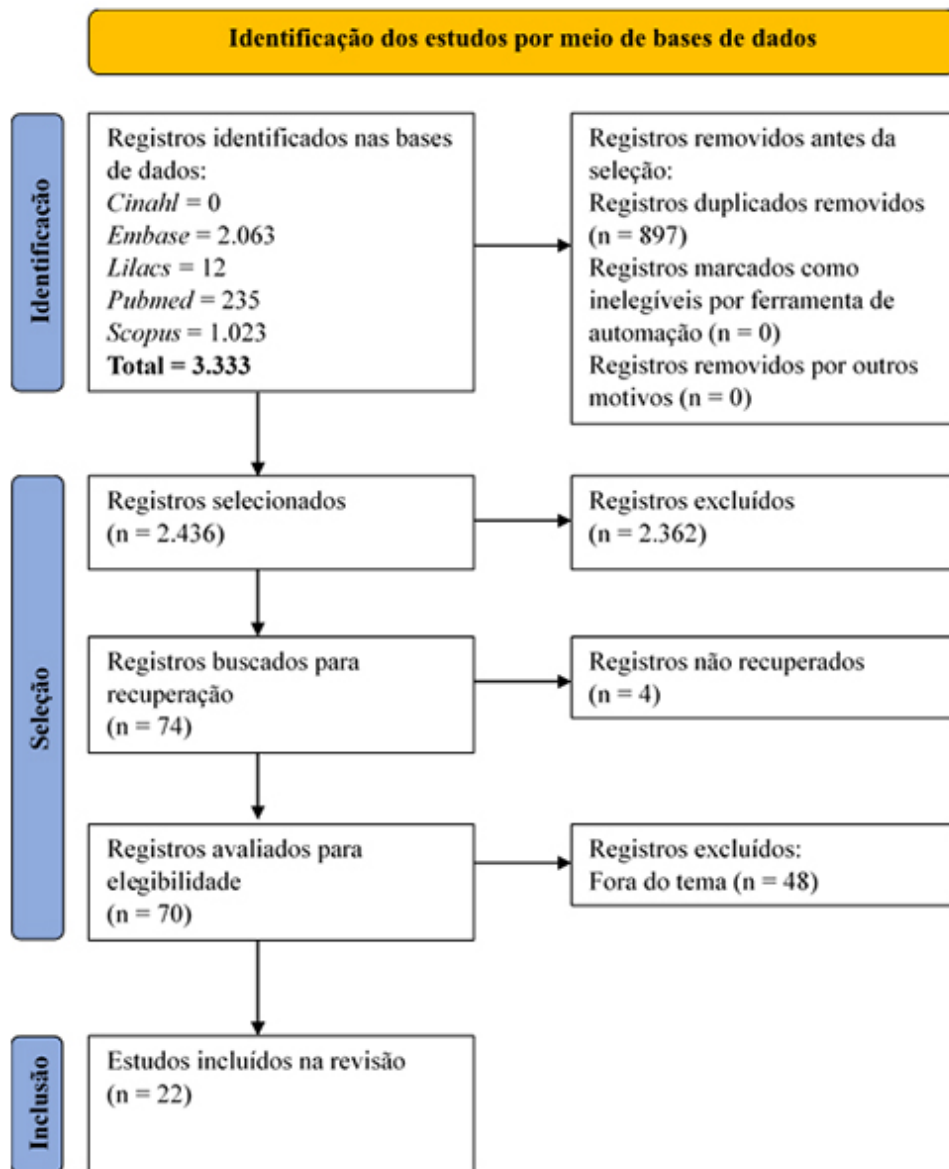 Identificação dos estudos por meio de bases de dados
Identificação
Registros identificados nas bases
de dados:
Cinahl = 0
Embase = 2.063
Lilacs = 12
Pubmed = 235
Scopus = 1.023
Total = 3.333
Registros removidos antes da
seleção:
Registros duplicados removidos
(n = 897)
Registros marcados como
inelegíveis por ferramenta de
automação (n = 0)
Registros removidos por outros
motivos (n = 0)
Seleção
Registros selecionados
(n = 2.436)
Registros excluídos
(n = 2.362)
Registros buscados para
recuperação
(n = 74)
Registros não recuperados
(n = 4)
Registros avaliados para
elegibilidade
(n = 70)
Registros excluídos:
Fora do tema (n = 48)
Inclusão
Estudos incluídos na revisão
(n = 22)